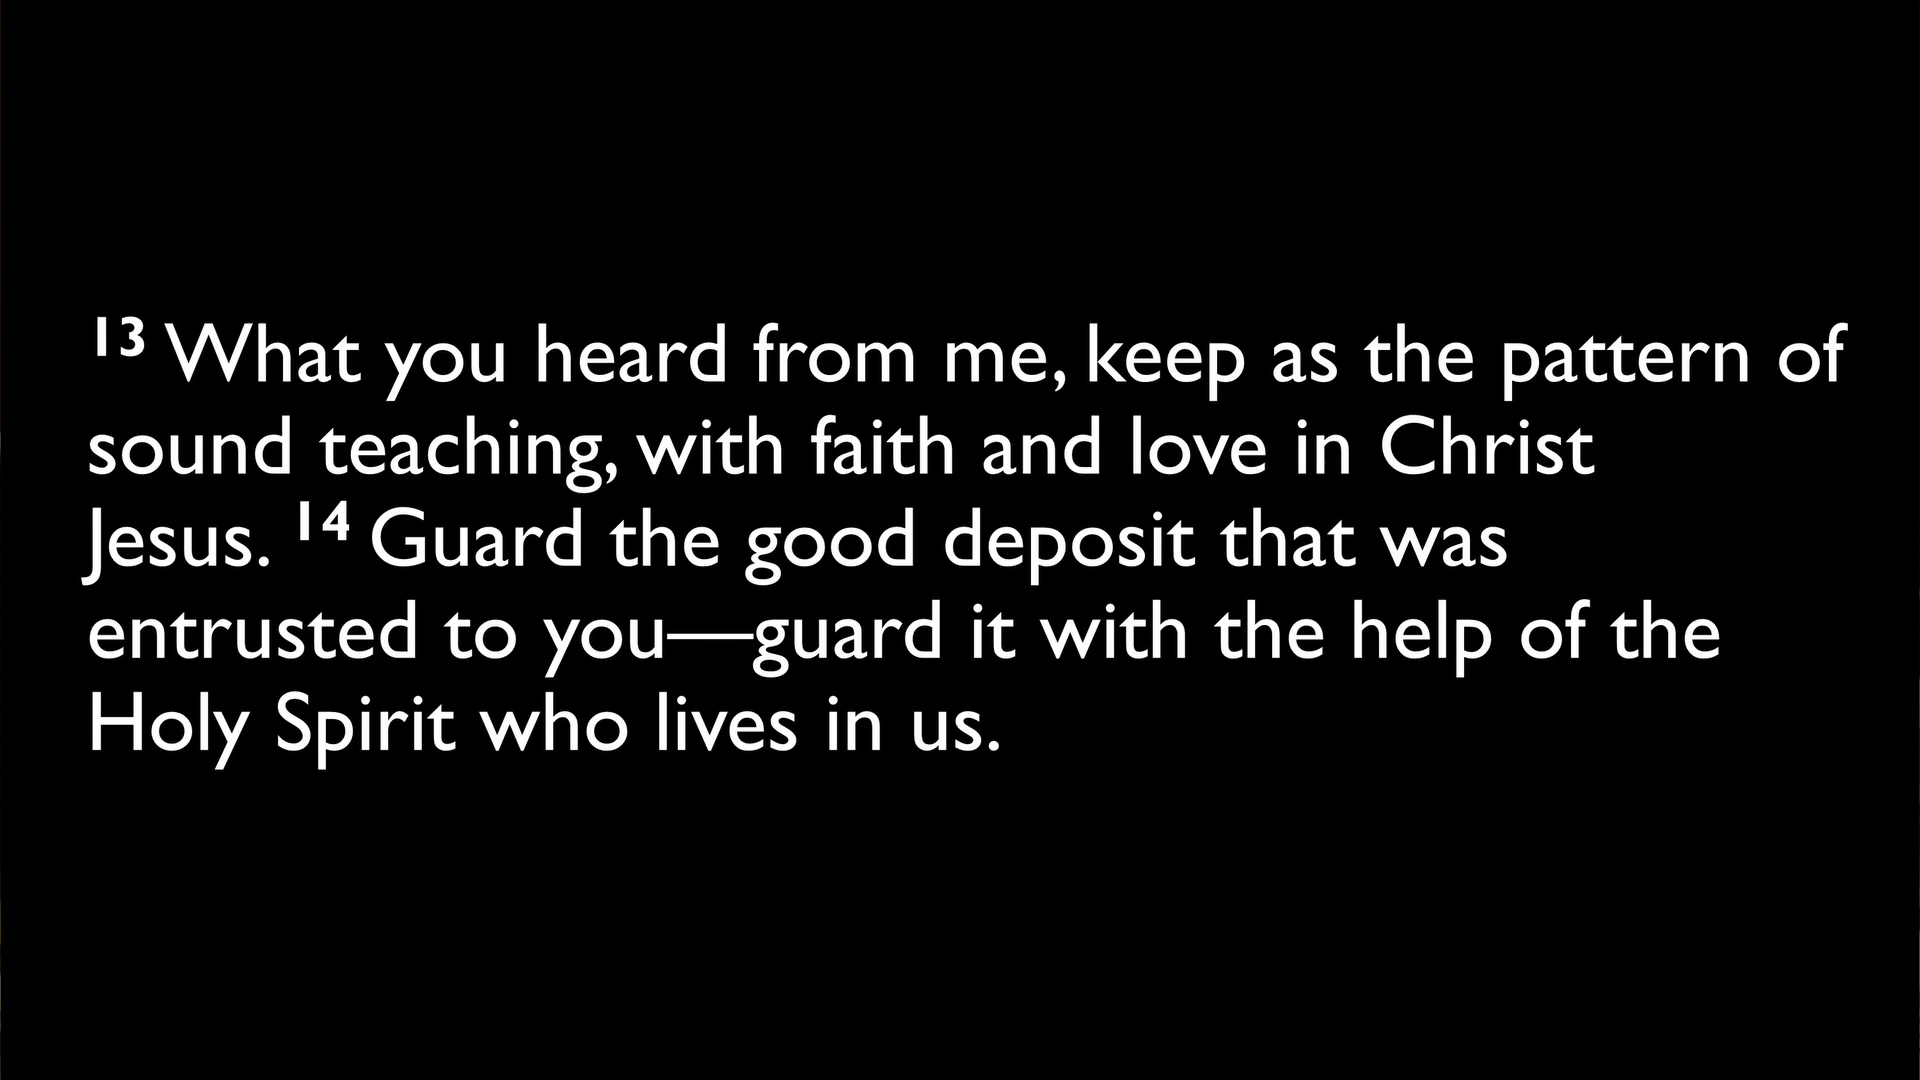 13 What you heard from me, keep as the pattern of
sound teaching, with faith and love in Christ
Jesus. 14 Guard the good deposit that was
entrusted to you—guard it with the help of the
Holy Spirit who lives in us.